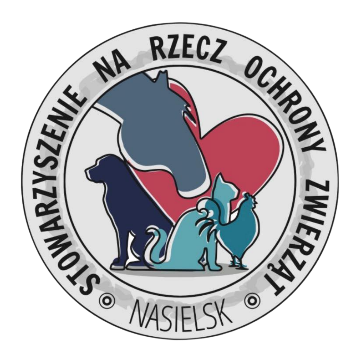 STOWARZYSZENIE NA RZECZ OCHRONY ZWIERZĄT
NASIELSK